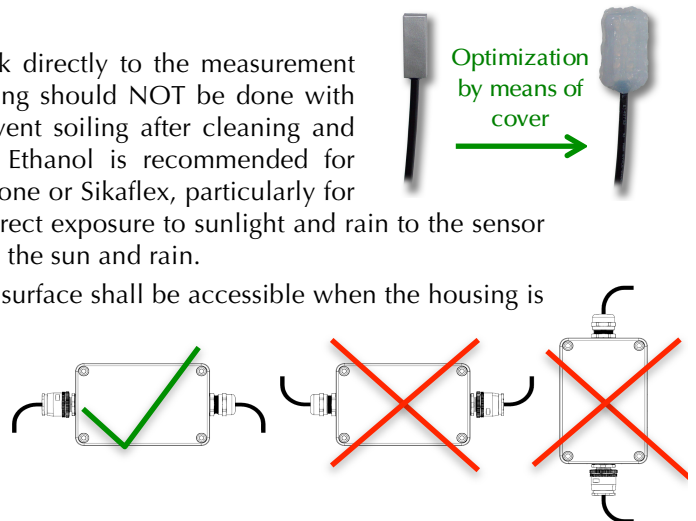 k directly to the measurement
ing should NOT be done with
vent soiling after cleaning and
Ethanol is recommended for
one or Sikaflex, particularly for
rect exposure to sunlight and rain to the sensor
the sun and rain.
surface shall be accessible when the housing is
Optimization
by means of
cover